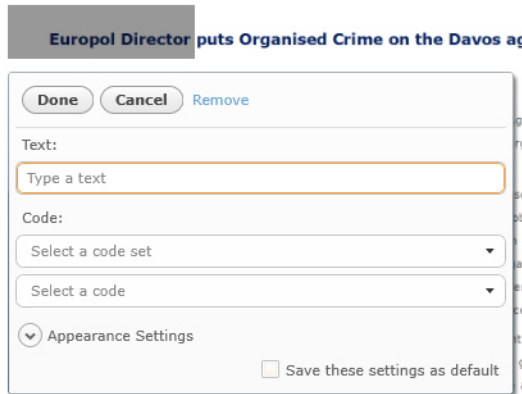 Europol Director puts Organised Crime on the Davos
Done Cancel Remove
Text:
Type a text
Code:
Select a code set
Select a code
Appearance Settings
Save these settings as default